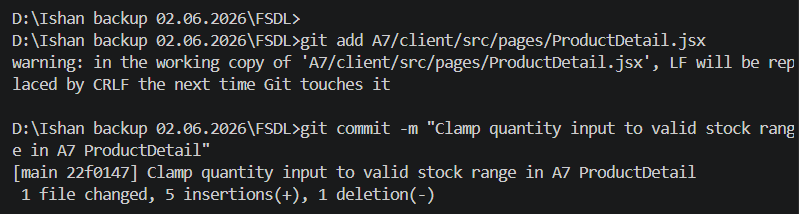 D:\Ishan backup 02.06.2026\FSDL>
D:\Ishan backup 02.06.2026\FSDL>git add A7/client/src/pages/ProductDetail.jsx
warning: in the working copy of 'A7/client/src/pages/ProductDetail.jsx', LF will be rep
laced by CRLF the next time Git touches it
D:\Ishan backup 02.06.2026\FSDL>git commit -m "Clamp quantity input to valid stock rang
e in A7 ProductDetail"
[main 22f0147] Clamp quantity input to valid stock range in A7 ProductDetail
 1 file changed, 5 insertions(+), 1 deletion(-)